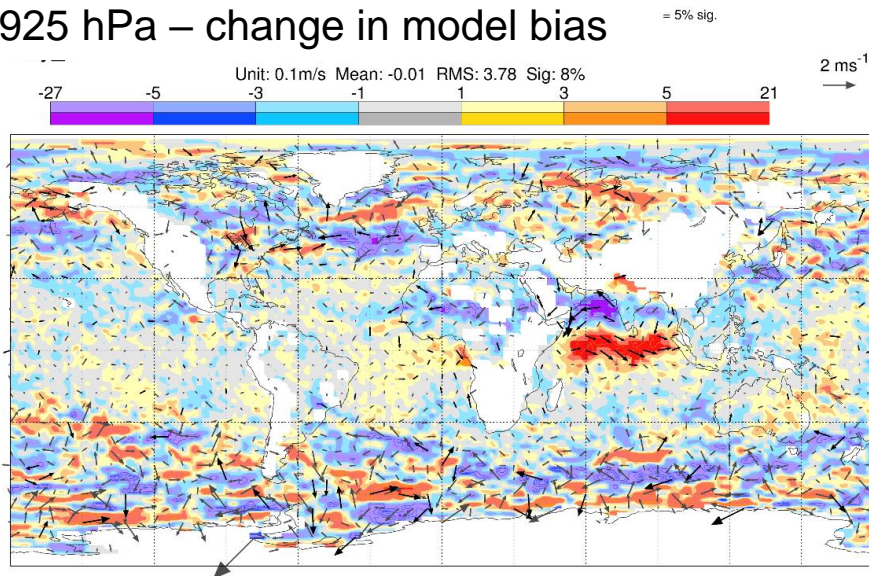 925 hPa – change in model bias
= 5% sig.
Unit: 0.1m/s Mean: -0.01 RMS: 3.78 Sig: 8%
2 ms-1
-27 -5 -3 -1 1 3 5 21